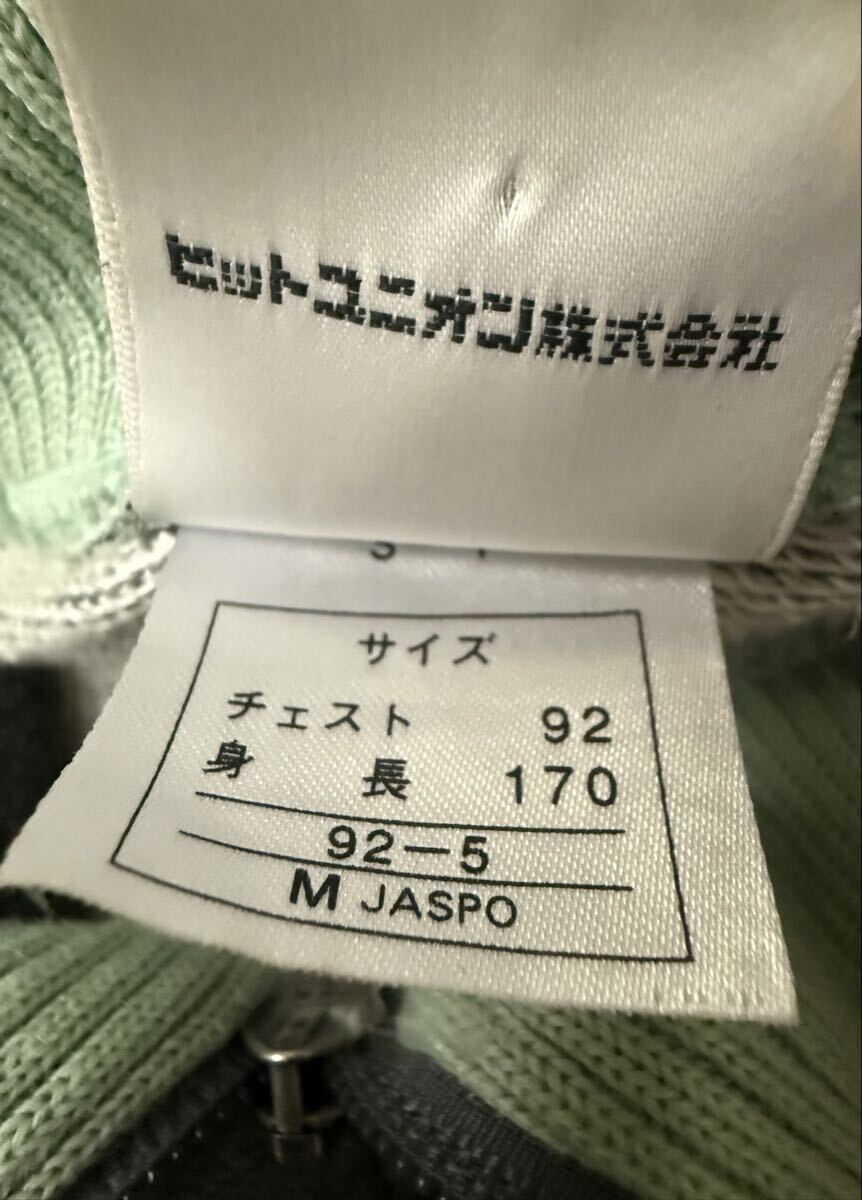 ヒットユニオン株式会社
サイズ
チェスト 92
身長 170
92-5
M JASPO